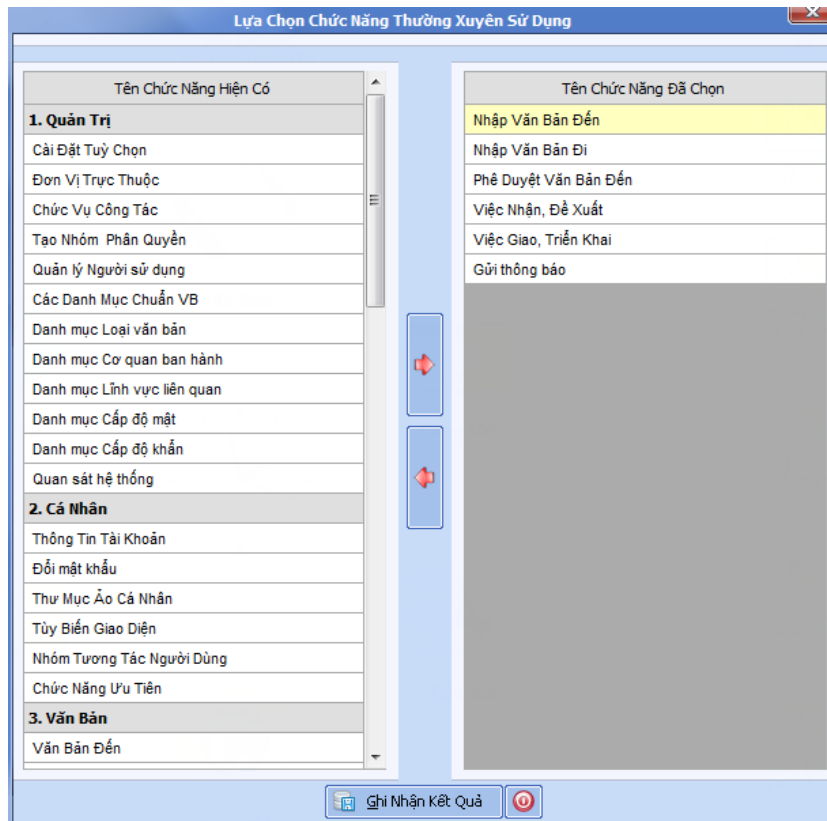 Lựa Chọn Chức Năng Thường Xuyên Sử Dụng
Tên Chức Năng Hiện Có
1. Quản Trị
Cài Đặt Tuỳ Chọn
Đơn Vị Trực Thuộc
Chức Vụ Công Tác
Tạo Nhóm Phân Quyền
Quản lý Người sử dụng
Các Danh Mục Chuẩn VB
Danh mục Loại văn bản
Danh mục Cơ quan ban hành
Danh mục Lĩnh vực liên quan
Danh mục Cấp độ mật
Danh mục Cấp độ khẩn
Quan sát hệ thống
2. Cá Nhân
Thông Tin Tài Khoản
Đổi mật khẩu
Thư Mục Ảo Cá Nhân
Tùy Biến Giao Diện
Nhóm Tương Tác Người Dùng
Chức Năng Ưu Tiên
3. Văn Bản
Văn Bản Đến
Tên Chức Năng Đã Chọn
Nhập Văn Bản Đến
Nhập Văn Bản Đi
Phê Duyệt Văn Bản Đến
Việc Nhận, Đề Xuất
Việc Giao, Triển Khai
Gửi thông báo
Ghi Nhận Kết Quả